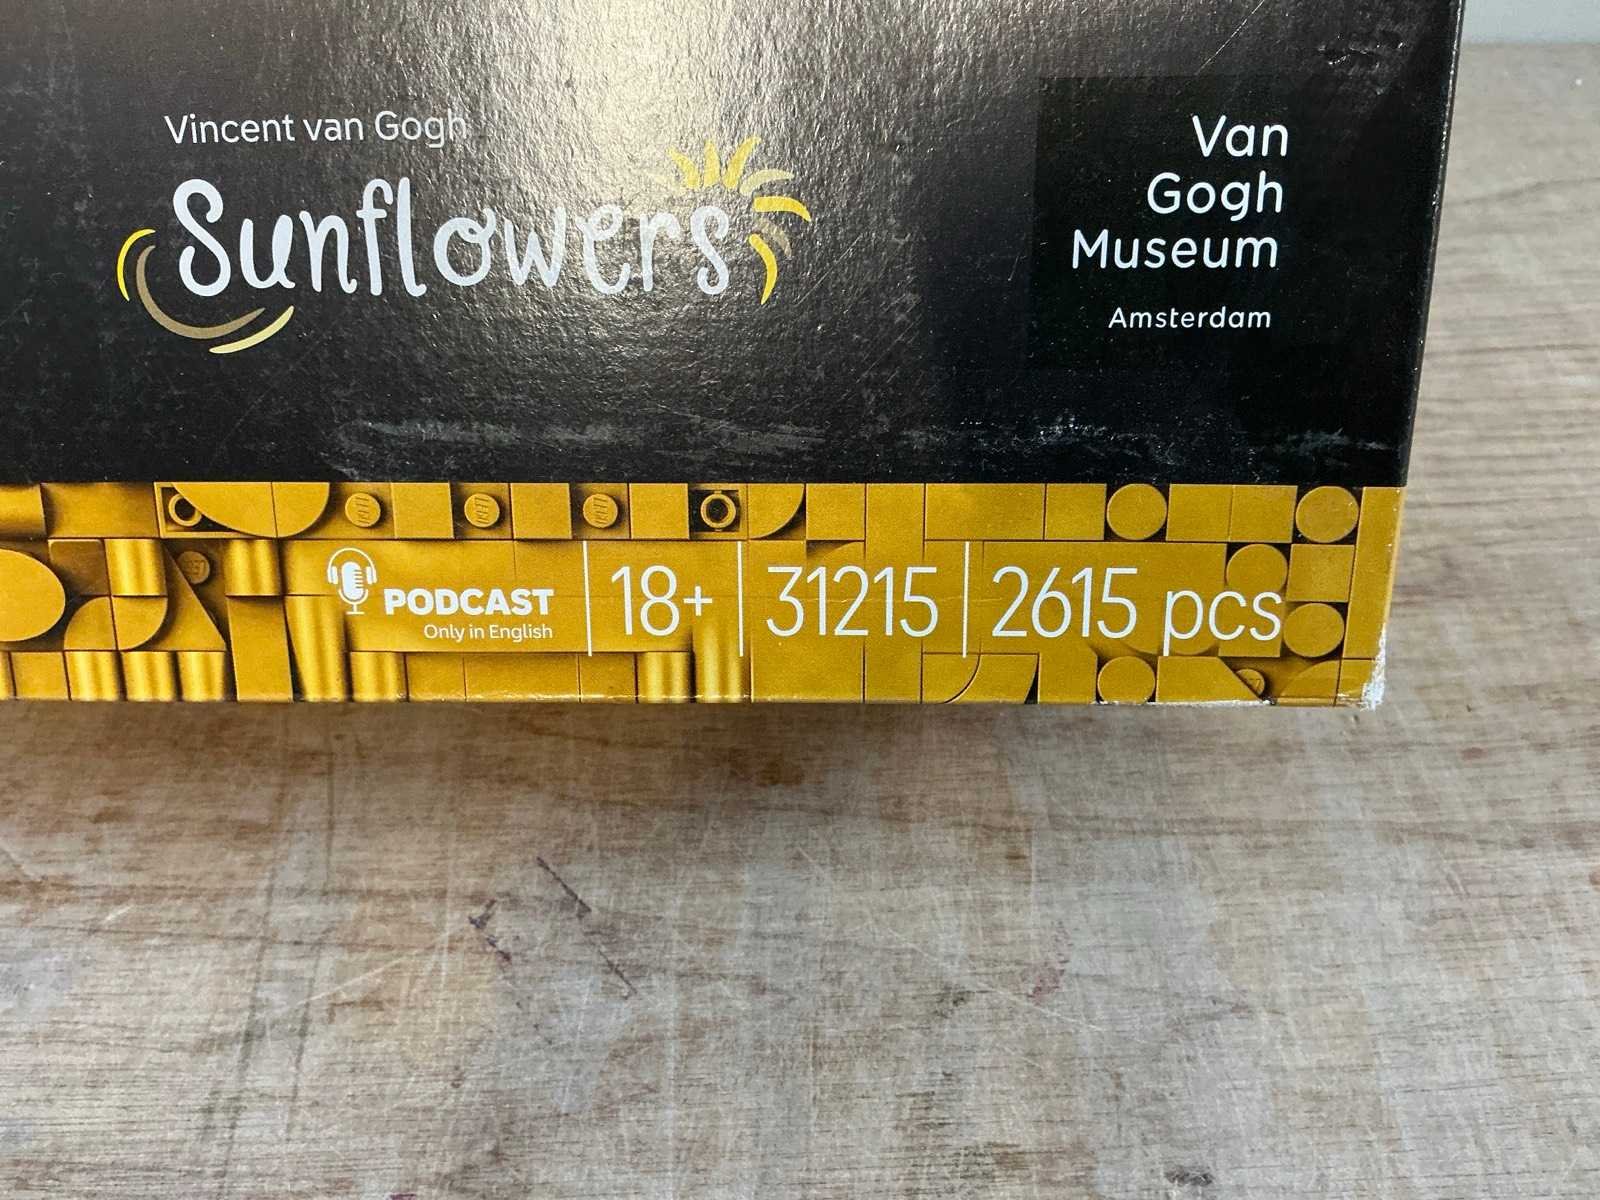 Vincent van Gogh
Sunflowers
Van
Gogh
Museum
Amsterdam
PODCAST
Only in English
18+
31215
2615 pcs